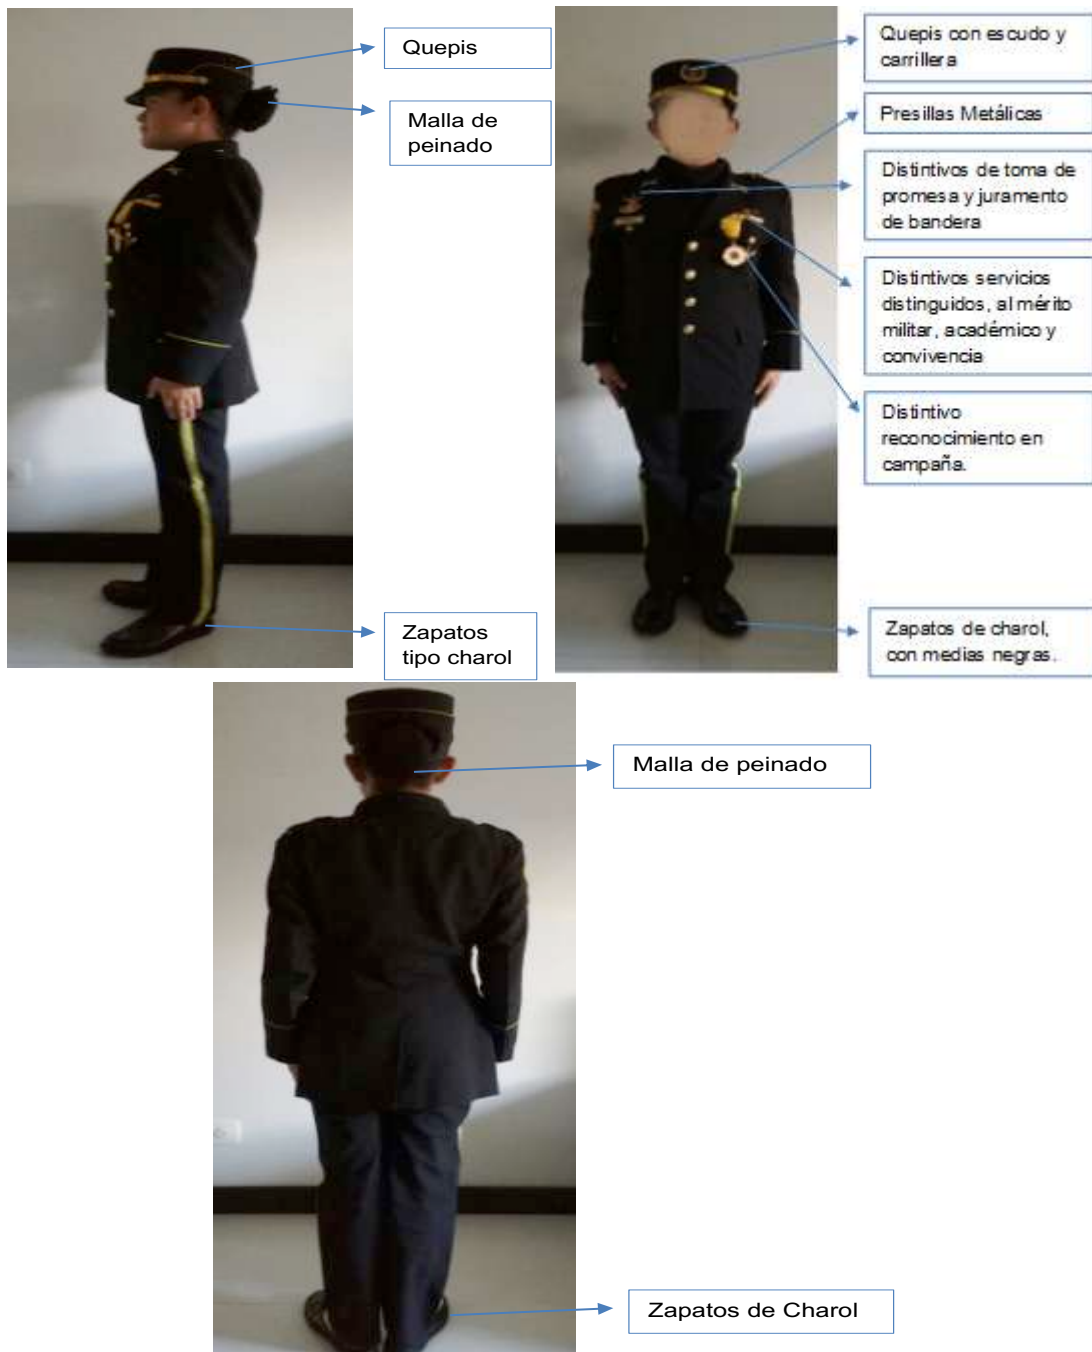 Quepis
Malla de
peinado
Zapatos
tipo charol
Quepis con escudo y
carrillera
Presillas Metálicas
Distintivos de toma de
promesa y juramento
de bandera
Distintivos servicios
distinguidos, al mérito
militar, académico y
convivencia
Distintivo
reconocimiento en
campaña.
Zapatos de charol,
con medias negras.
Malla de peinado
Zapatos de Charol